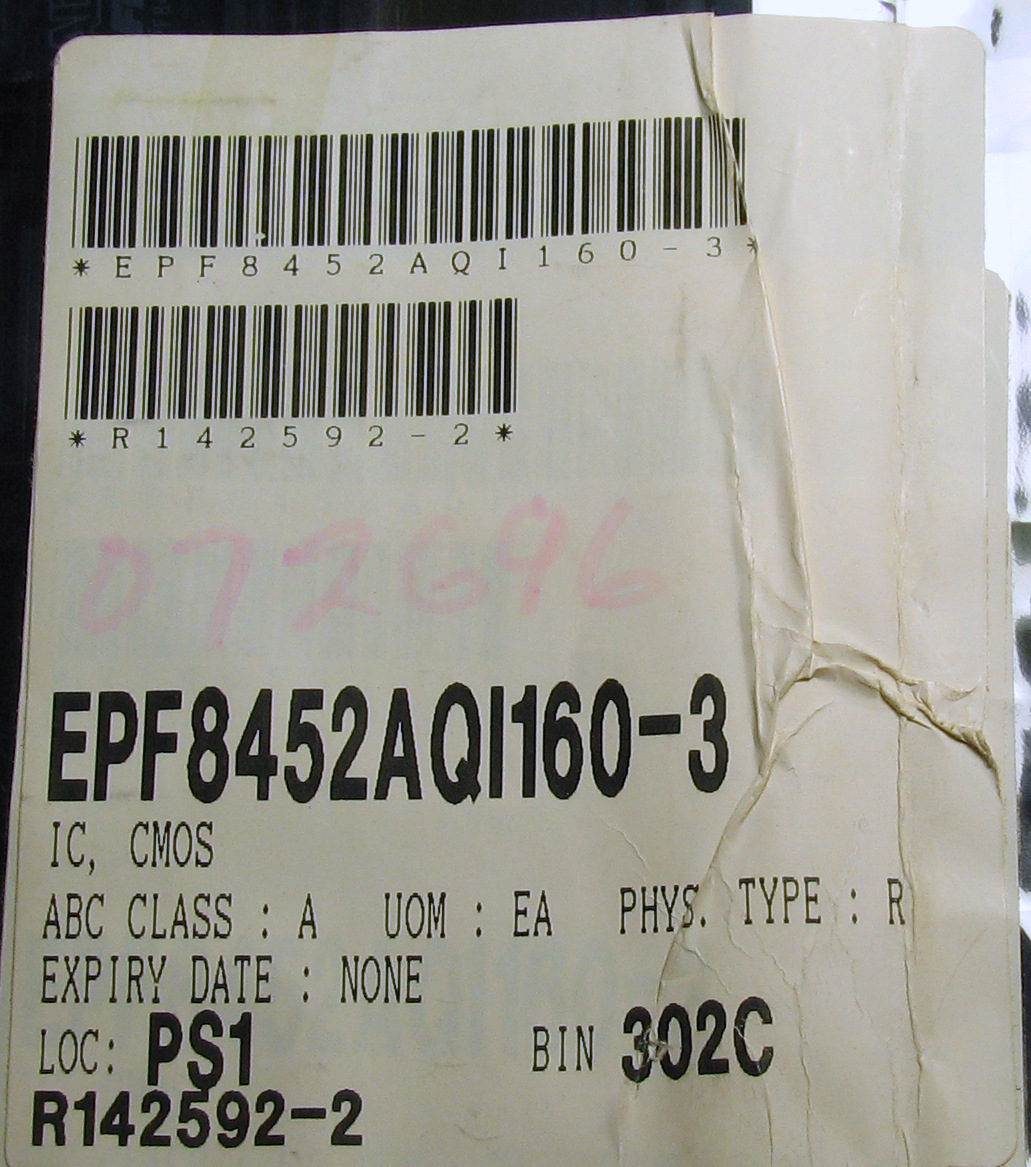 *EPF8452AQI160-3*
*R142592-2*
072696
EPF8452AQI160-3
IC, CMOS
ABC CLASS : A UOM : EA PHYS. TYPE : R
EXPIRY DATE : NONE
LOC: PS1 BIN 302C
R142592-2